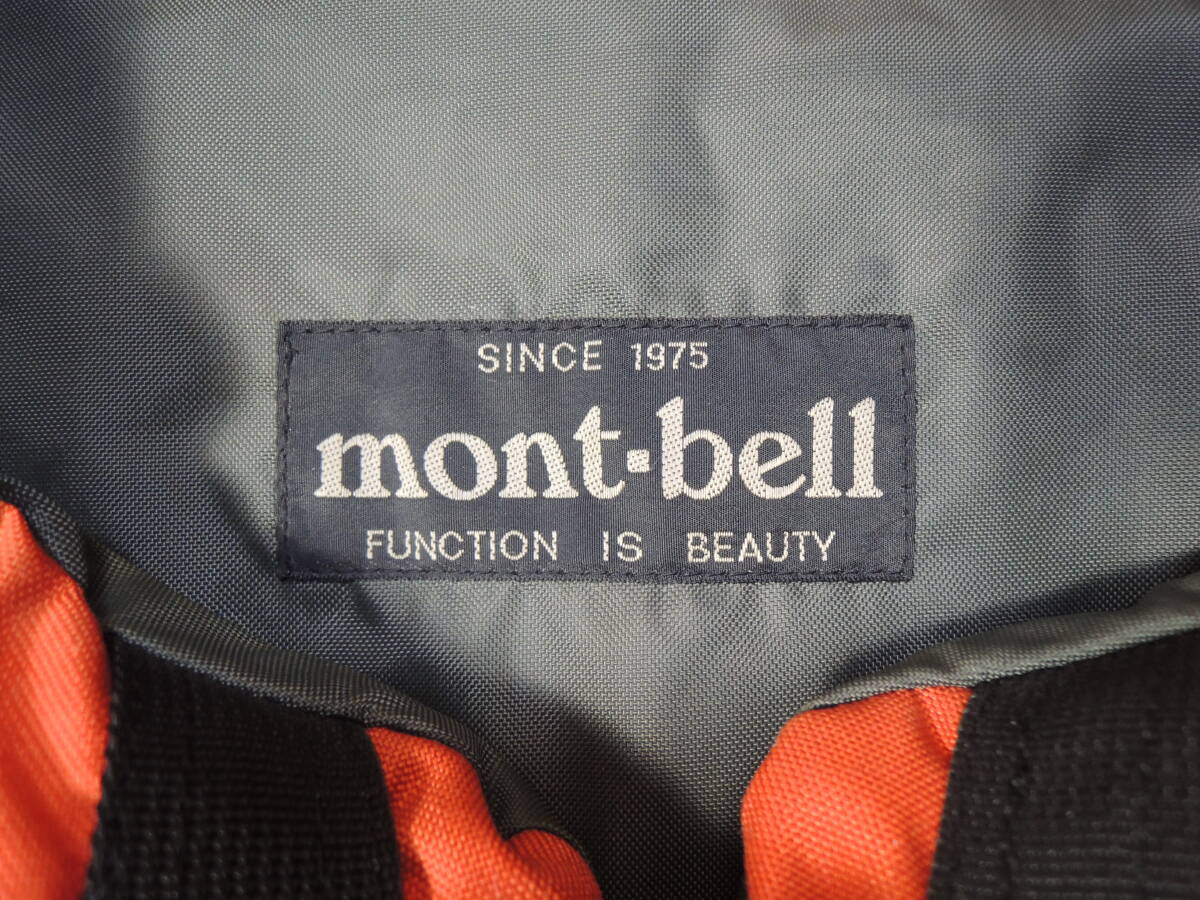 SINCE 1975
mont-bell
FUNCTION IS BEAUTY